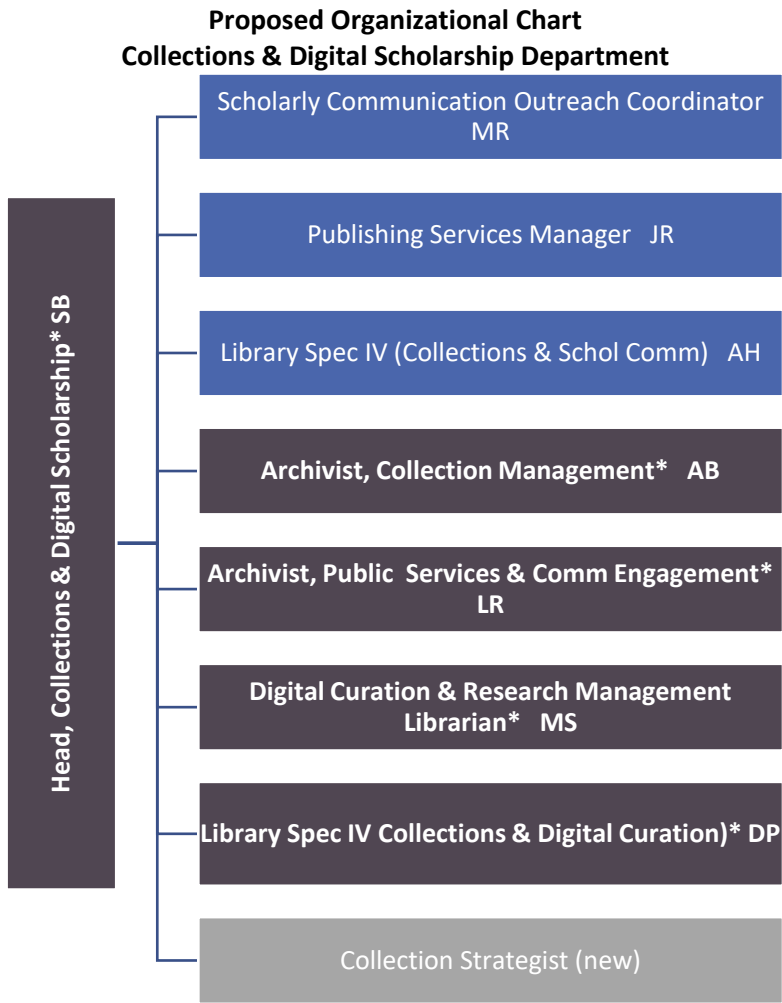 Proposed Organizational Chart
Collections & Digital Scholarship Department
Head, Collections & Digital Scholarship* SB
Scholarly Communication Outreach Coordinator
MR
Publishing Services Manager JR
Library Spec IV (Collections & Schol Comm) AH
Archivist, Collection Management* AB
Archivist, Public Services & Comm Engagement*
LR
Digital Curation & Research Management
Librarian* MS
Library Spec IV Collections & Digital Curation)* DP
Collection Strategist (new)